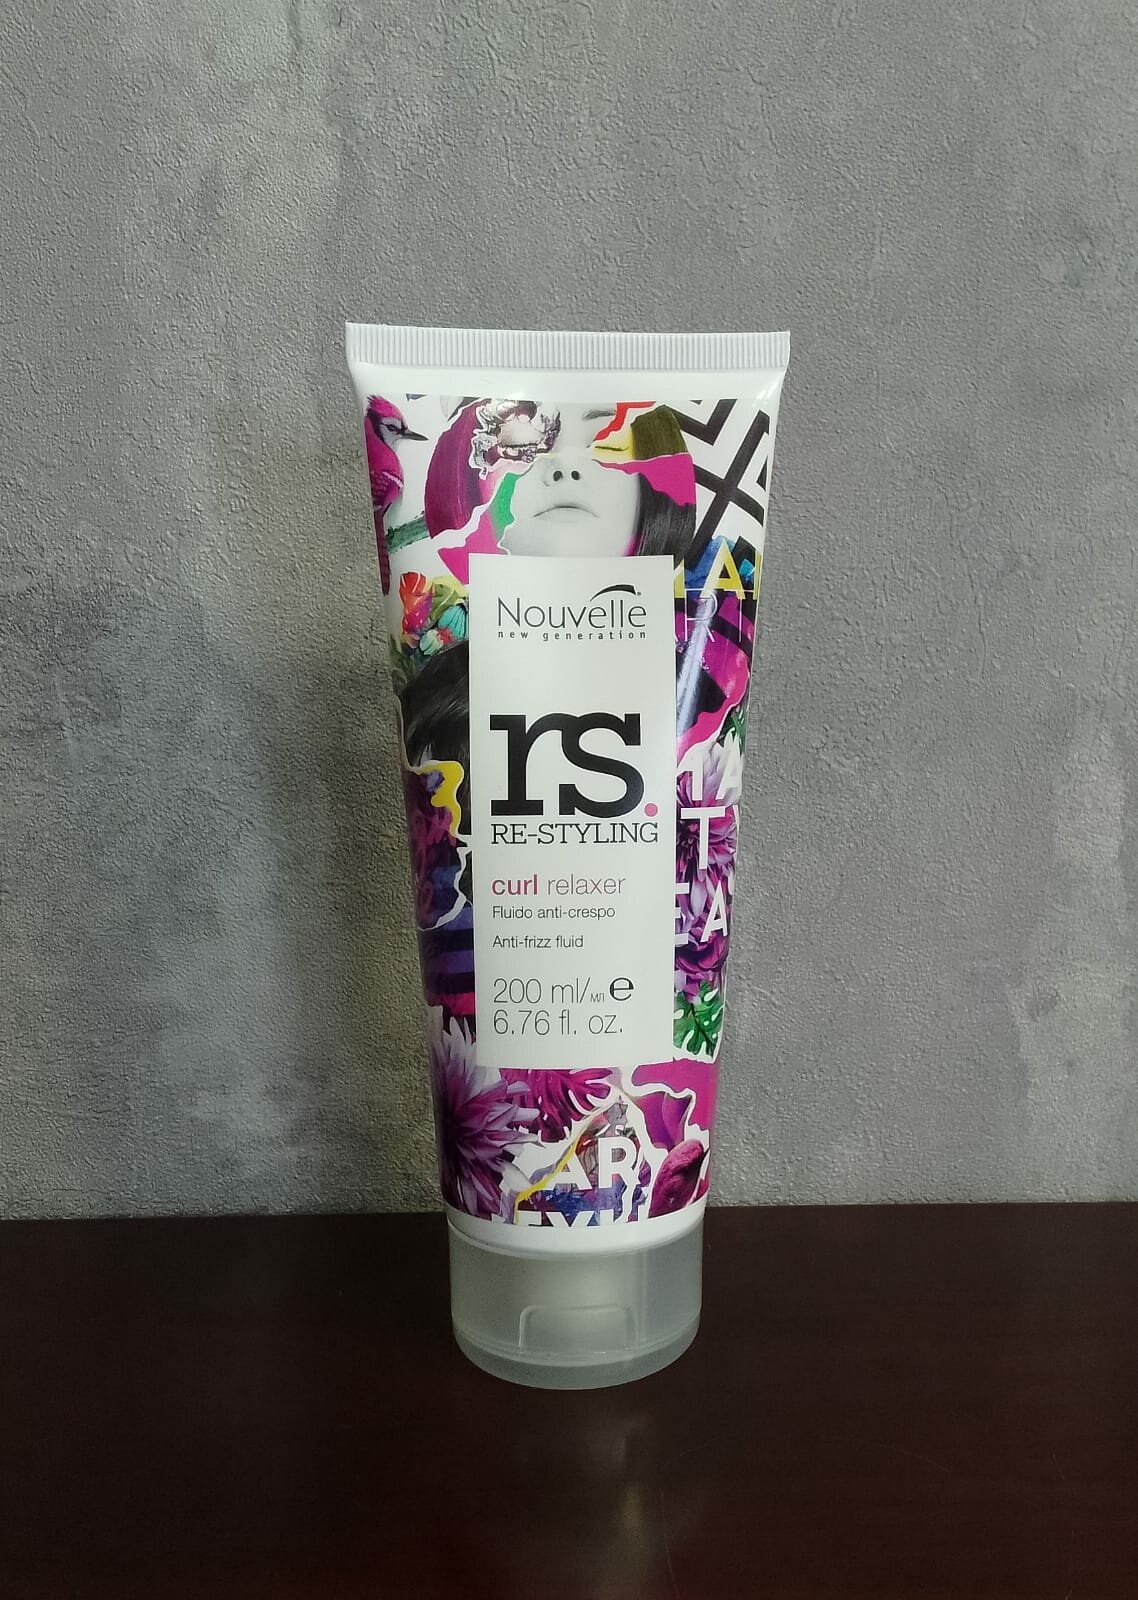 Nouvelle
new generation
rs.
RE-STYLING
curl relaxer
Fluido anti-crespo
Anti-frizz fluid
200 ml/мл e
6.76 fl. oz.